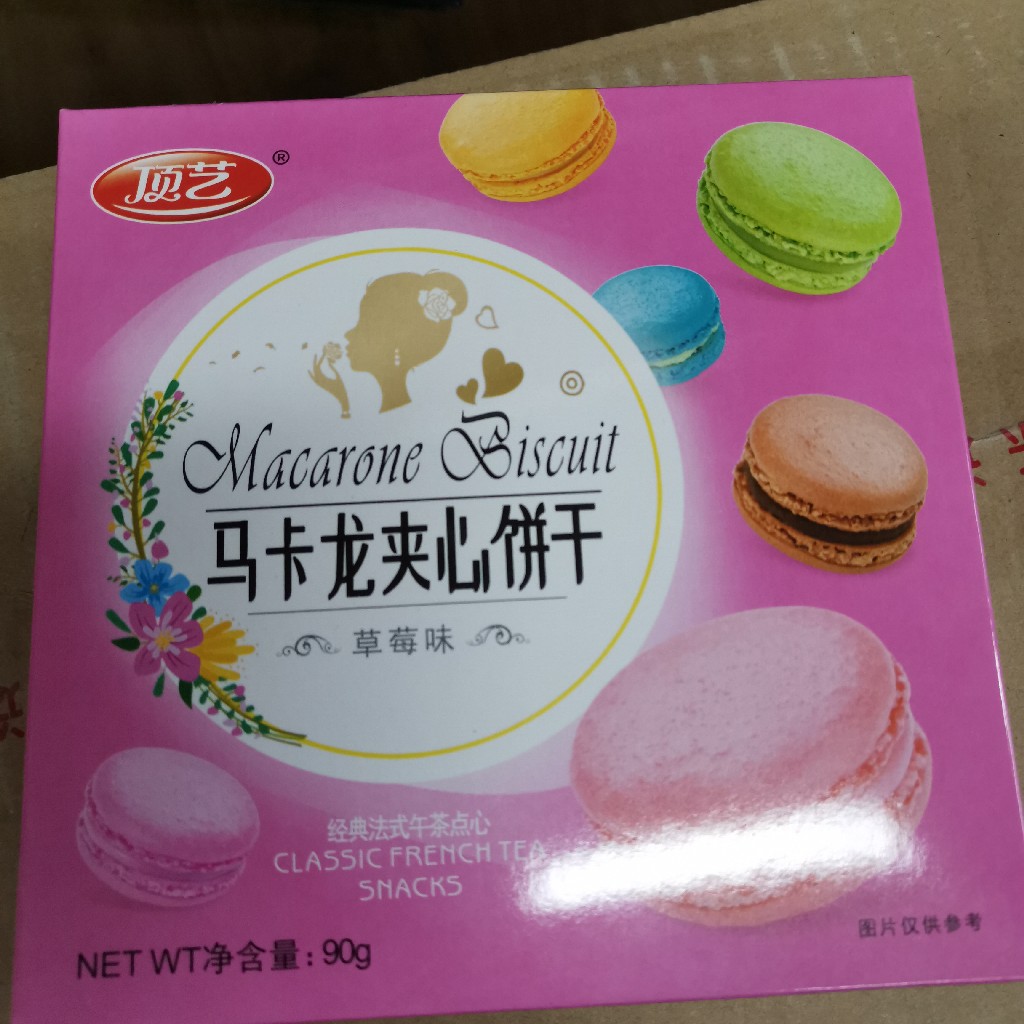 顶艺®
Macarone Biscuit
马卡龙夹心饼干
草莓味
经典法式午茶点心
CLASSIC FRENCH TEA
SNACKS
NET WT净含量:90g
图片仅供参考